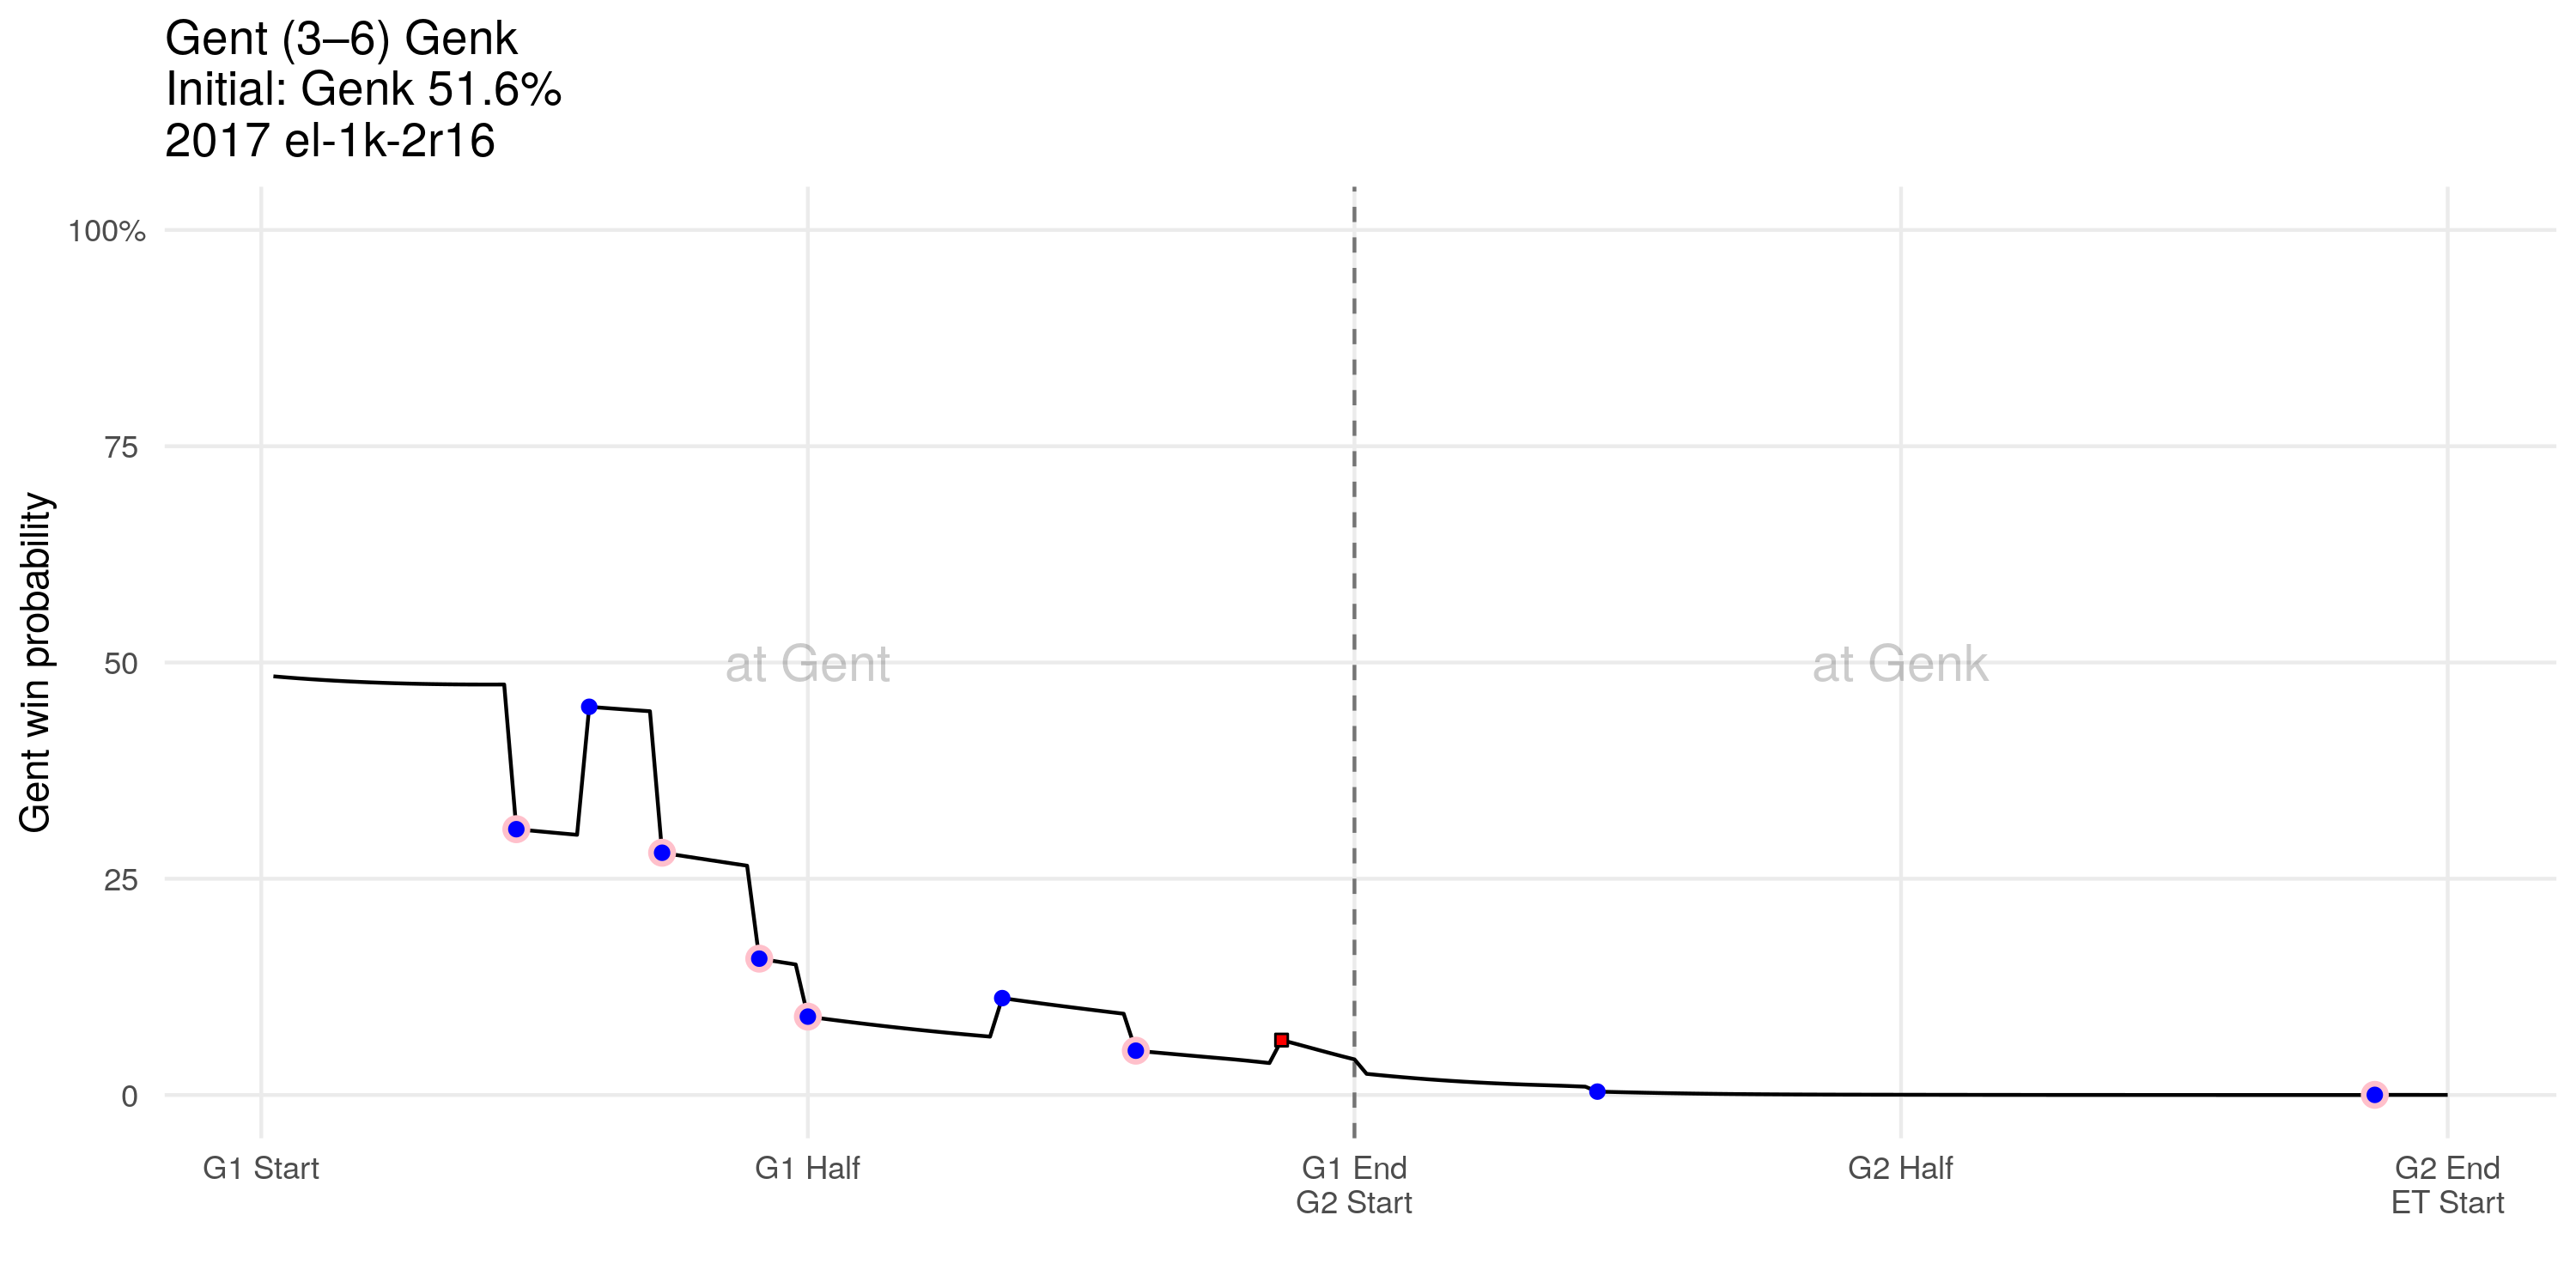 Gent (3–6) Genk
Initial: Genk 51.6%
2017 el-1k-2r16
Gent win probability
100%
75
50
25
0
at Gent
at Genk
G1 Start
G1 Half
G1 End
G2 Start
G2 Half
G2 End
ET Start